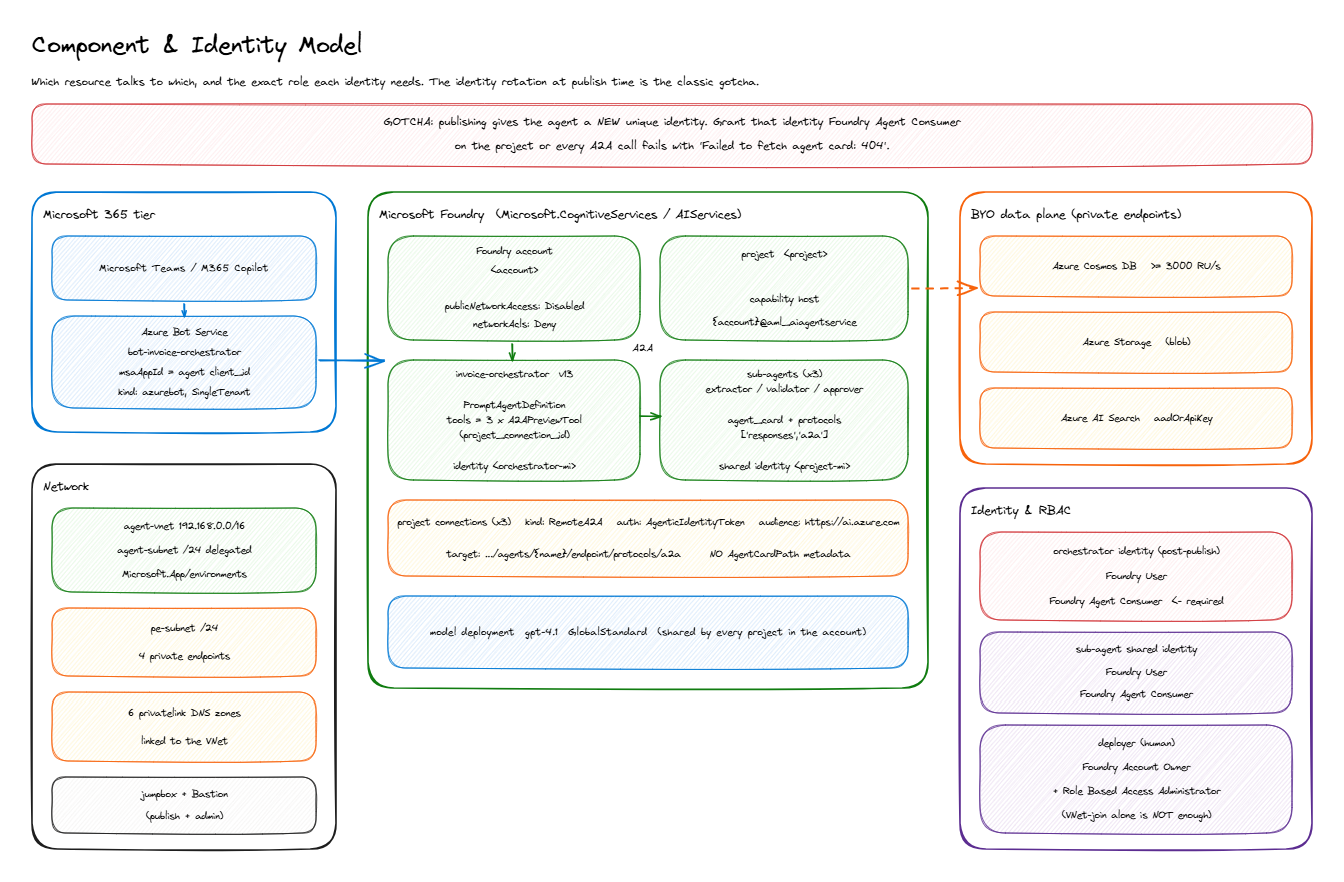 Component & Identity Model
Which resource talks to which, and the exact role each identity needs. The identity rotation at publish time is the classic gotcha.
GOTCHA: publishing gives the agent a NEW unique identity. Grant that identity Foundry Agent Consumer
on the project or every A2A call fails with 'Failed to fetch agent card: 404'.
Microsoft 365 tier
Microsoft Teams / M365 Copilot
Azure Bot Service
bot-invoice-orchestrator
msaAppId = agent client_id
kind: azurebot, SingleTenant
Microsoft Foundry (Microsoft.CognitiveServices / AIServices)
Foundry account
<account>
publicNetworkAccess: Disabled
networkAcls: Deny
project <project>
capability host
{account}@aml_aiagentservice
A2A
invoice-orchestrator v13
PromptAgentDefinition
tools = 3 x A2APreviewTool
(project_connection_id)
identity <orchestrator-mi>
sub-agents (x3)
extractor / validator / approver
agent_card + protocols
['responses','a2a']
shared identity <project-mi>
project connections (x3) kind: RemoteA2A auth: AgenticIdentityToken audience: https://ai.azure.com
target: .../agents/{name}/endpoint/protocols/a2a NO AgentCardPath metadata
model deployment gpt-4.1 GlobalStandard (shared by every project in the account)
BYO data plane (private endpoints)
Azure Cosmos DB >= 3000 RU/s
Azure Storage (blob)
Azure AI Search aadOrApiKey
Network
agent-vnet 192.168.0.0/16
agent-subnet /24 delegated
Microsoft.App/environments
pe-subnet /24
4 private endpoints
6 privatelink DNS zones
linked to the VNet
jumpbox + Bastion
(publish + admin)
Identity & RBAC
orchestrator identity (post-publish)
Foundry User
Foundry Agent Consumer <- required
sub-agent shared identity
Foundry User
Foundry Agent Consumer
deployer (human)
Foundry Account Owner
+ Role Based Access Administrator
(VNet-join alone is NOT enough)